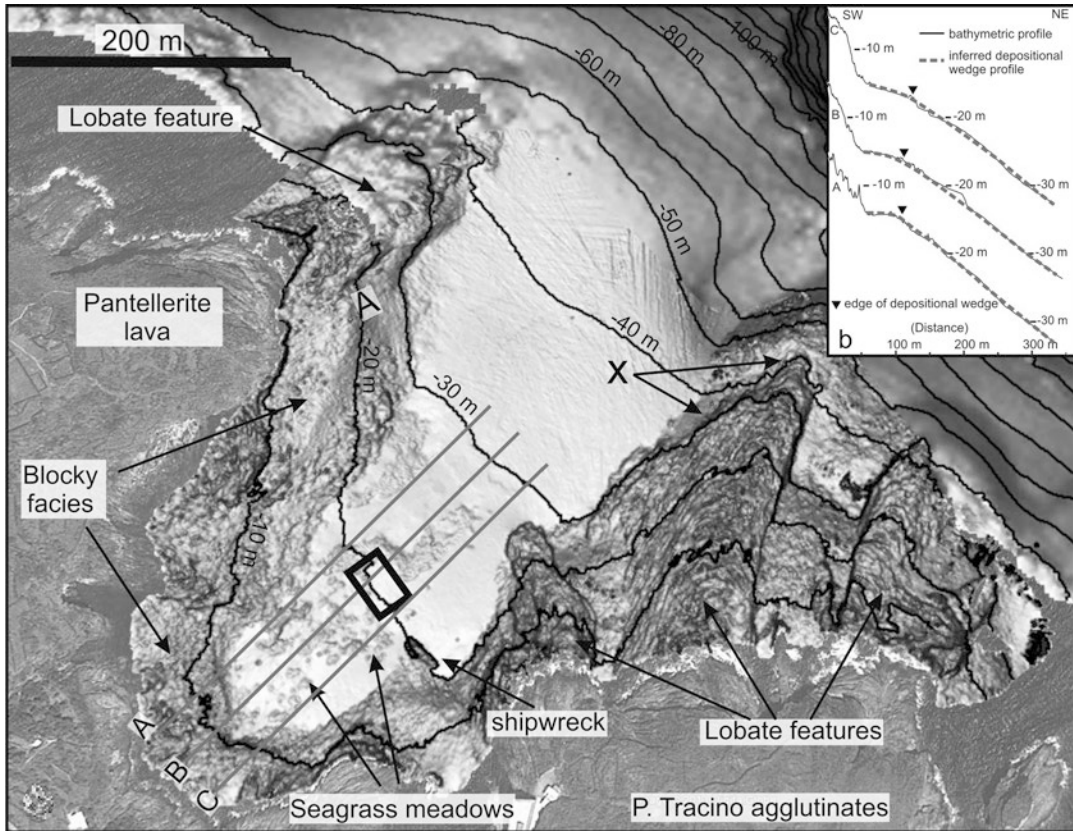 200 m
Lobate feature
-60 m
-80 m
100 m
-50 m
-40 m
-30 m
-20 m
-10 m
A
Pantellerite
lava
X
Blocky
facies
A
B
C
shipwreck
Seagrass meadows
Lobate features
P. Tracino agglutinates
SW
NE
C
-10 m
bathymetric profile
inferred depositional
wedge profile
B
-10 m
-20 m
A
-10 m
-20 m
-30 m
-20 m
-30 m
edge of depositional wedge
-30 m
(Distance)
b
100 m
200 m
300 m